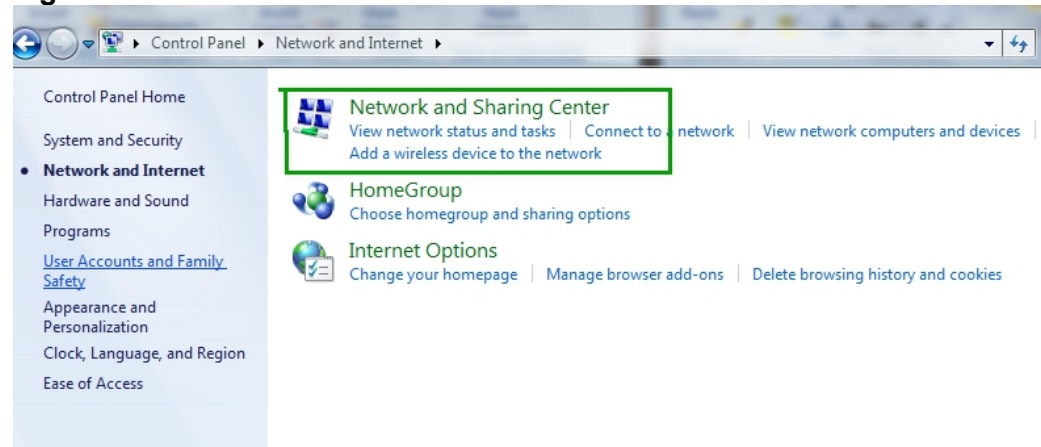 Control Panel Network and Internet
Control Panel Home
System and Security
Network and Internet
Hardware and Sound
Programs
User Accounts and Family
Safety
Appearance and
Personalization
Clock, Language, and Region
Ease of Access
Network and Sharing Center
View network status and tasks Connect to a network View network computers and devices
Add a wireless device to the network
HomeGroup
Choose homegroup and sharing options
Internet Options
Change your homepage Manage browser add-ons Delete browsing history and cookies